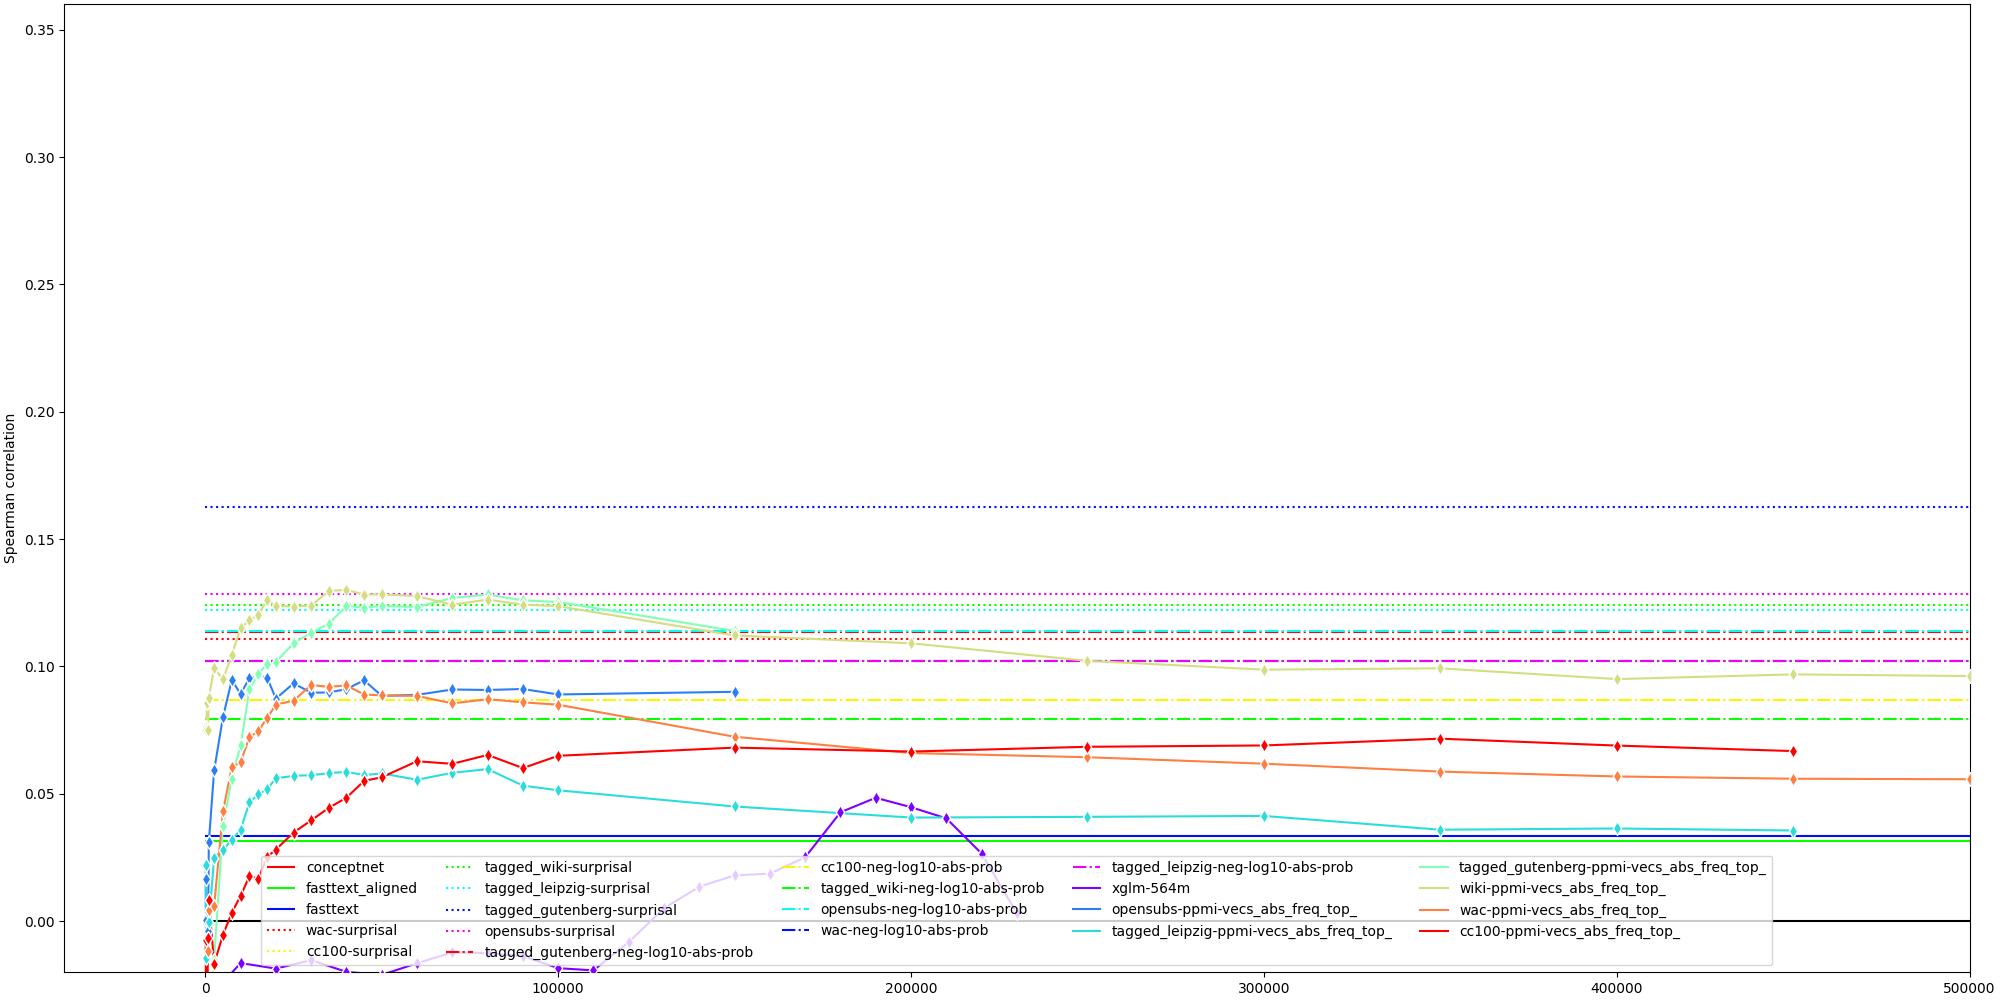 0.35
0.30
0.25
0.20
0.15
0.10
0.05
0.00
Spearman correlation
conceptnet
fasttext_aligned
fasttext
wac-surprisal
cc100-surprisal
tagged_wiki-surprisal
tagged_leipzig-surprisal
tagged_gutenberg-surprisal
opensubs-surprisal
tagged_gutenberg-neg-log10-abs-prob
cc100-neg-log10-abs-prob
tagged_wiki-neg-log10-abs-prob
opensubs-neg-log10-abs-prob
wac-neg-log10-abs-prob
tagged_leipzig-neg-log10-abs-prob
xglm-564m
opensubs-ppmi-vecs_abs_freq_top_
tagged_leipzig-ppmi-vecs_abs_freq_top_
tagged_gutenberg-ppmi-vecs_abs_freq_top_
wiki-ppmi-vecs_abs_freq_top_
wac-ppmi-vecs_abs_freq_top_
cc100-ppmi-vecs_abs_freq_top_
0 100000 200000 300000 400000 500000